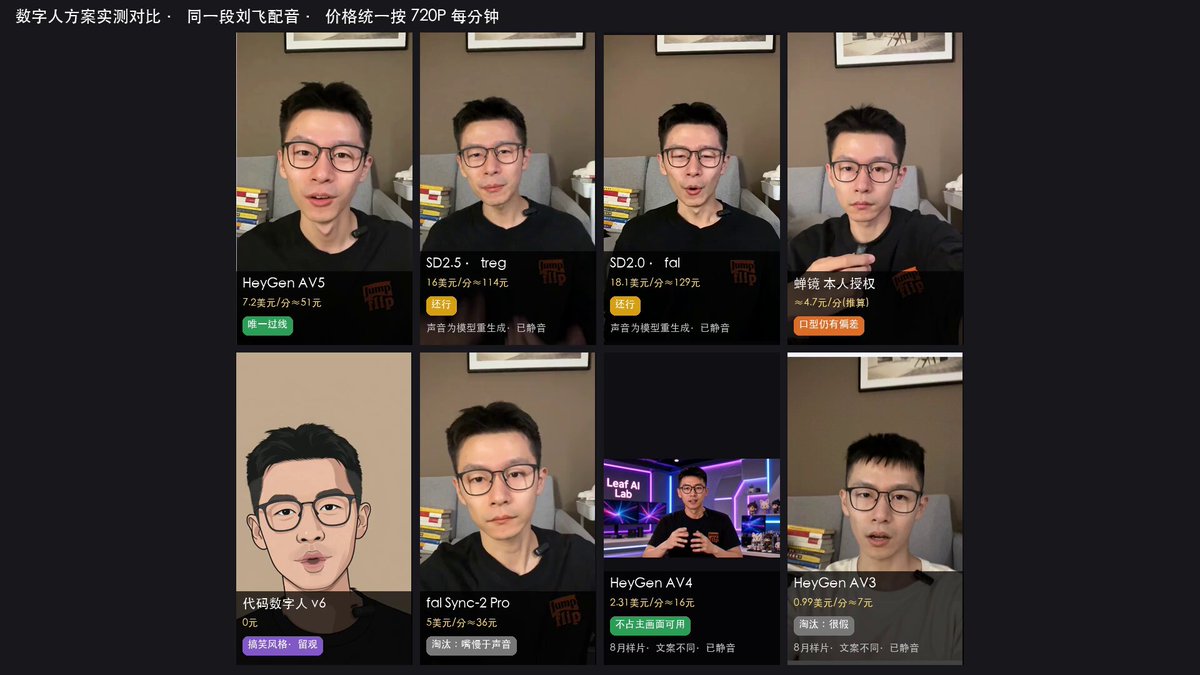 数字人方案实测对比 · 同一段刘飞配音 · 价格统一按 720P 每分钟
HeyGen AV5
7.2美元/分≈51元
唯一过线
jump flip
SD2.5 · treg
16美元/分≈114元
还行
声音为模型重生成· 已静音
jump flip
SD2.0 · fal
18.1美元/分≈129元
还行
声音为模型重生成· 已静音
jump flip
蝉镜 本人授权
≈4.7元/分(推算)
口型仍有偏差
flip
代码数字人 v6
0元
搞笑风格· 留观
fal Sync-2 Pro
5美元/分≈36元
淘汰：嘴慢于声音
jump flip
Leaf AI
Lab
HeyGen AV4
2.31美元/分≈16元
不占主画面可用
8月样片· 文案不同· 已静音
HeyGen AV3
0.99美元/分≈7元
淘汰：很假
8月样片· 文案不同· 已静音